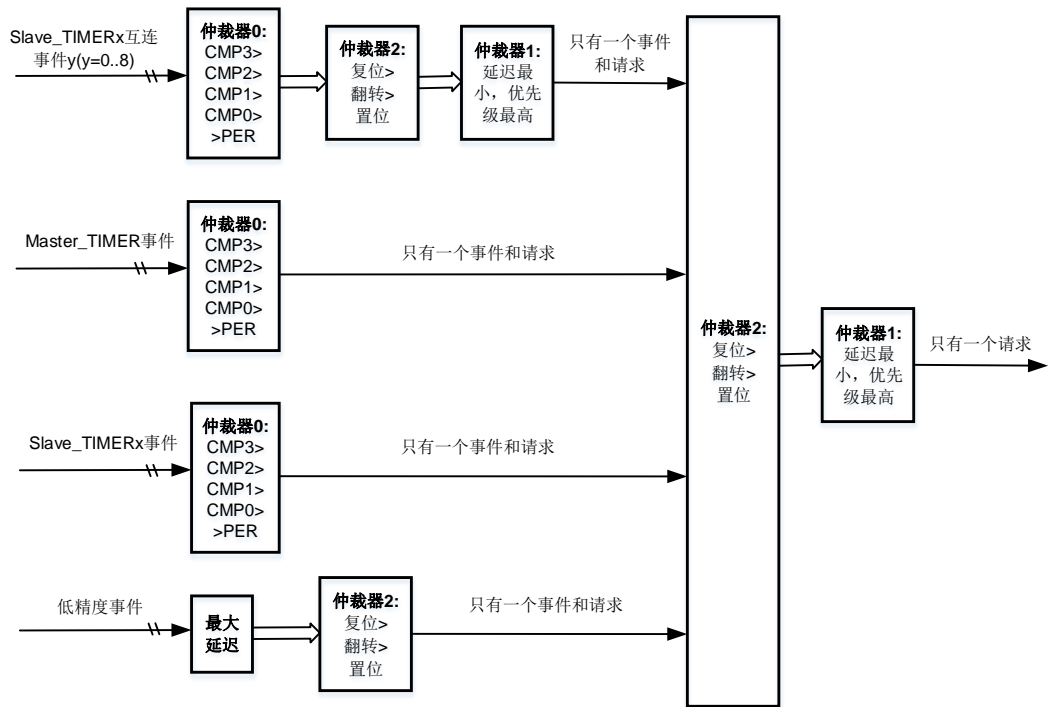 Slave_TIMERx互连
事件y(y=0..8)
仲裁器0:
CMP3>
CMP2>
CMP1>
CMP0>
>PER
仲裁器2:
复位>
翻转>
置位
仲裁器1:
延迟最
小，优先
级最高
只有一个事件
和请求
Master_TIMER事件
仲裁器0:
CMP3>
CMP2>
CMP1>
CMP0>
>PER
只有一个事件和请求
Slave_TIMERx事件
仲裁器0:
CMP3>
CMP2>
CMP1>
CMP0>
>PER
只有一个事件和请求
低精度事件
最大
延迟
仲裁器2:
复位>
翻转>
置位
只有一个事件和请求
仲裁器2:
复位>
翻转>
置位
仲裁器1:
延迟最
小，优先
级最高
只有一个请求